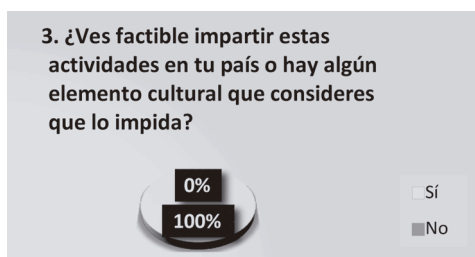 3. ¿Ves factible impartir estas
actividades en tu país o hay algún
elemento cultural que consideres
que lo impida?
0%
100%
Sí
No